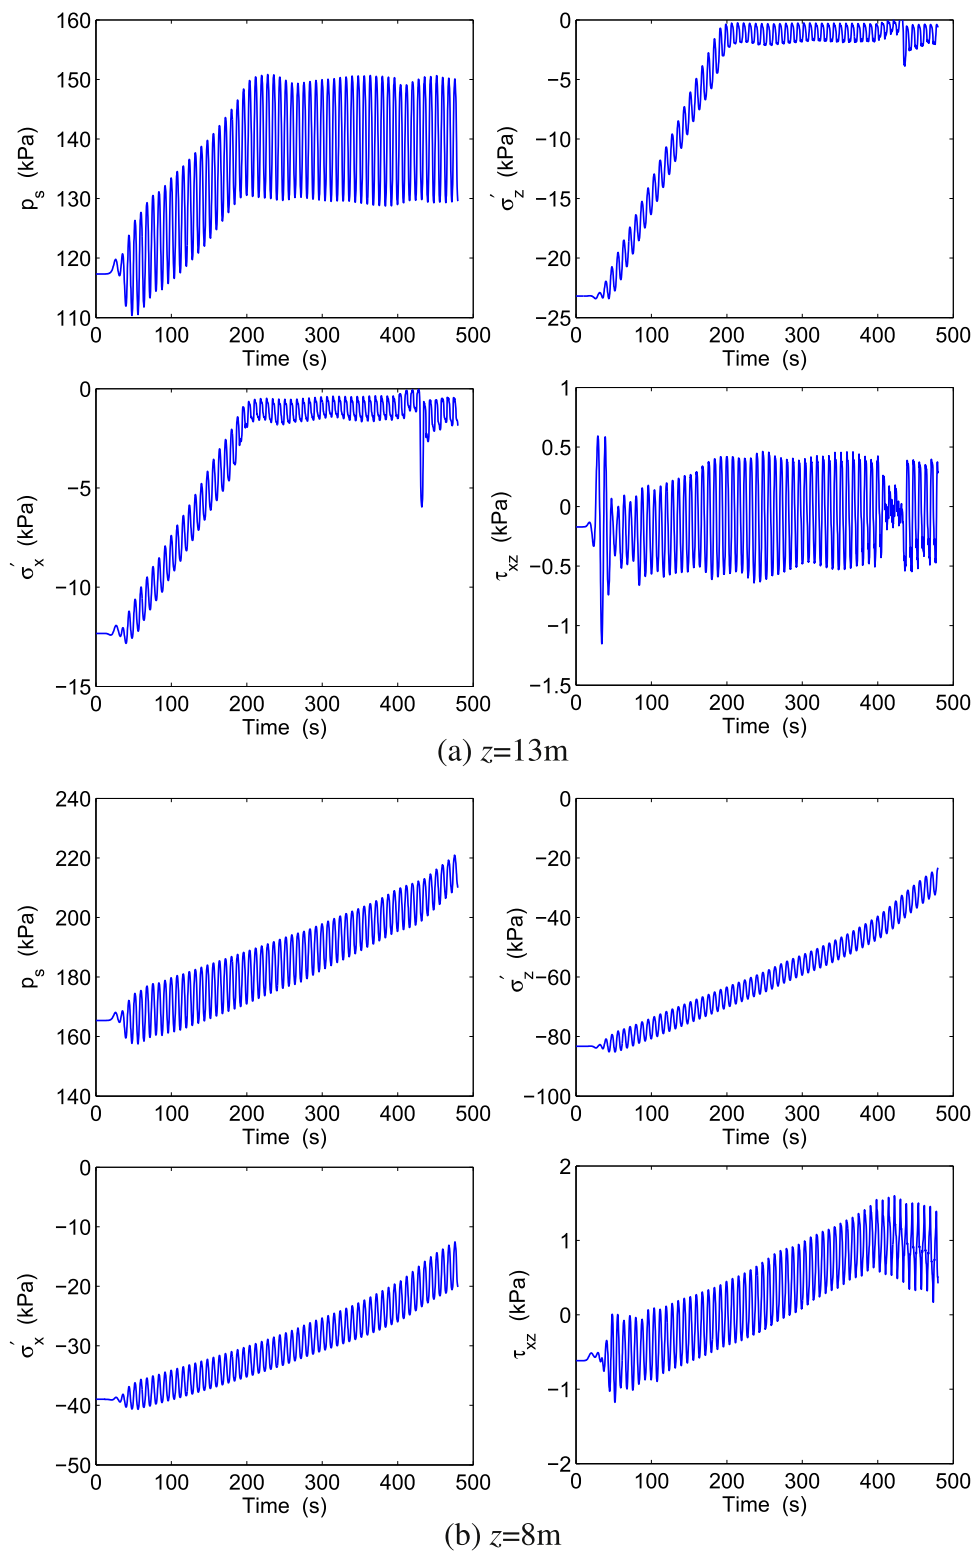 160
150
140
130
120
110
p_s (kPa)
0 100 200 300 400 500
Time (s)
0
−5
−10
−15
−20
−25
σ′_z (kPa)
0 100 200 300 400 500
Time (s)
0
−5
−10
−15
σ′_x (kPa)
0 100 200 300 400 500
Time (s)
1
0.5
0
−0.5
−1
−1.5
τ_xz (kPa)
0 100 200 300 400 500
Time (s)
(a) z=13m
240
220
200
180
160
140
p_s (kPa)
0 100 200 300 400 500
Time (s)
0
−20
−40
−60
−80
−100
σ′_z (kPa)
0 100 200 300 400 500
Time (s)
0
−10
−20
−30
−40
−50
σ′_x (kPa)
0 100 200 300 400 500
Time (s)
2
1
0
−1
−2
τ_xz (kPa)
0 100 200 300 400 500
Time (s)
(b) z=8m